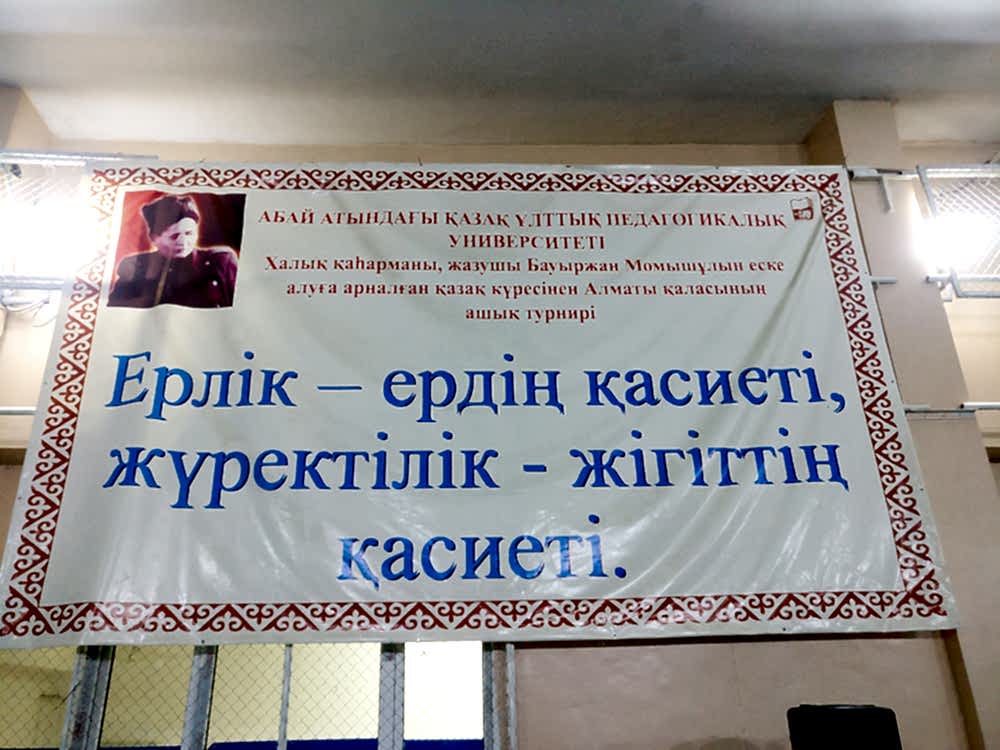 АБАЙ АТЫНДАҒЫ ҚАЗАҚ ҰЛТТЫҚ ПЕДАГОГИКАЛЫҚ
УНИВЕРСИТЕТІ
Халық қаһарманы, жазушы Бауыржан Момышұлын еске
алуға арналған қазақ күресінен Алматы қаласының
ашық турнирі
Ерлік – ердің қасиеті,
жүректілік - жігіттің
қасиеті.